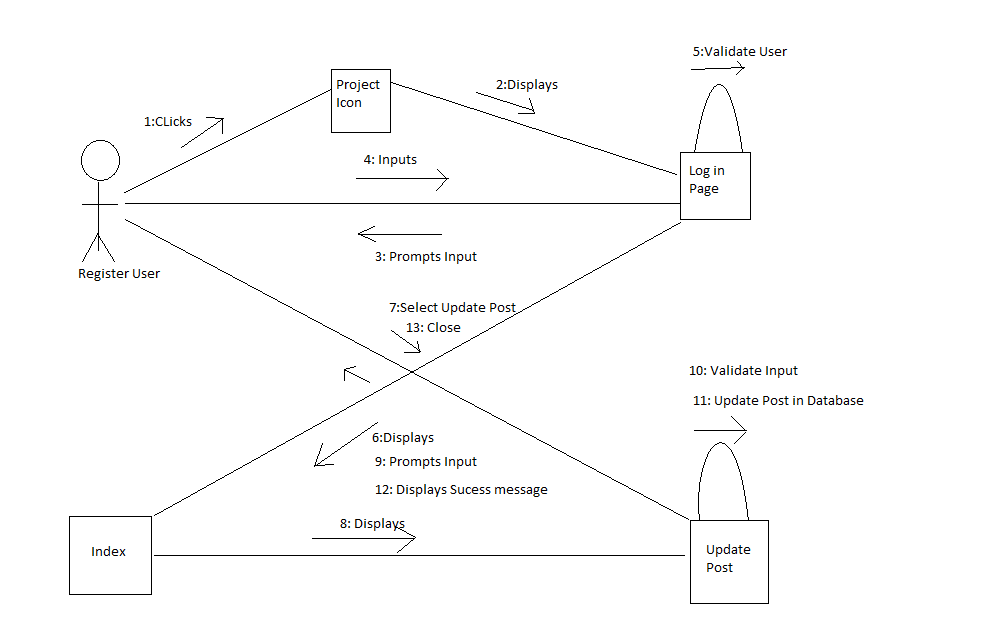 5:Validate User
Project
Icon
2:Displays
1:CLicks
4: Inputs
Log in
Page
3: Prompts Input
Register User
7:Select Update Post
13: Close
10: Validate Input
11: Update Post in Database
6:Displays
9: Prompts Input
12: Displays Sucess message
8: Displays
Index
Update
Post